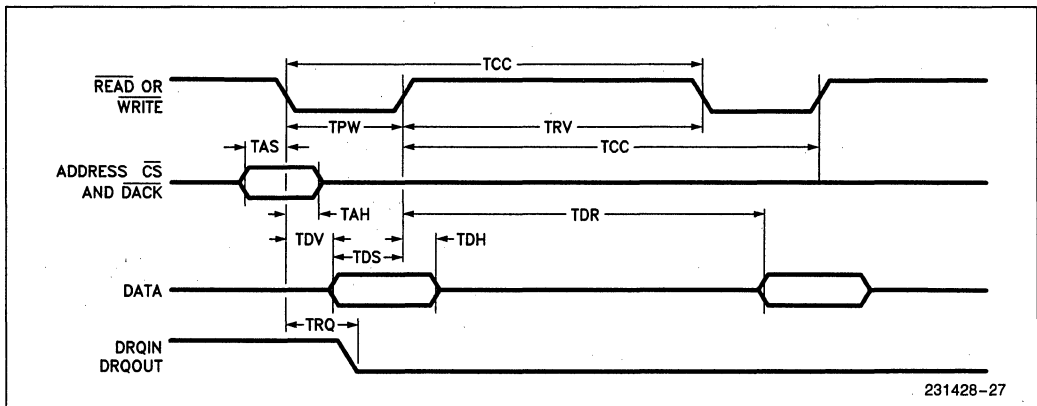 TCC
READ OR
WRITE
TPW
TRV
TAS
TCC
ADDRESS CS
AND DACK
TAH
TDR
TDV
TDH
TDS
DATA
TRQ
DRQIN
DRQOUT
231428-27